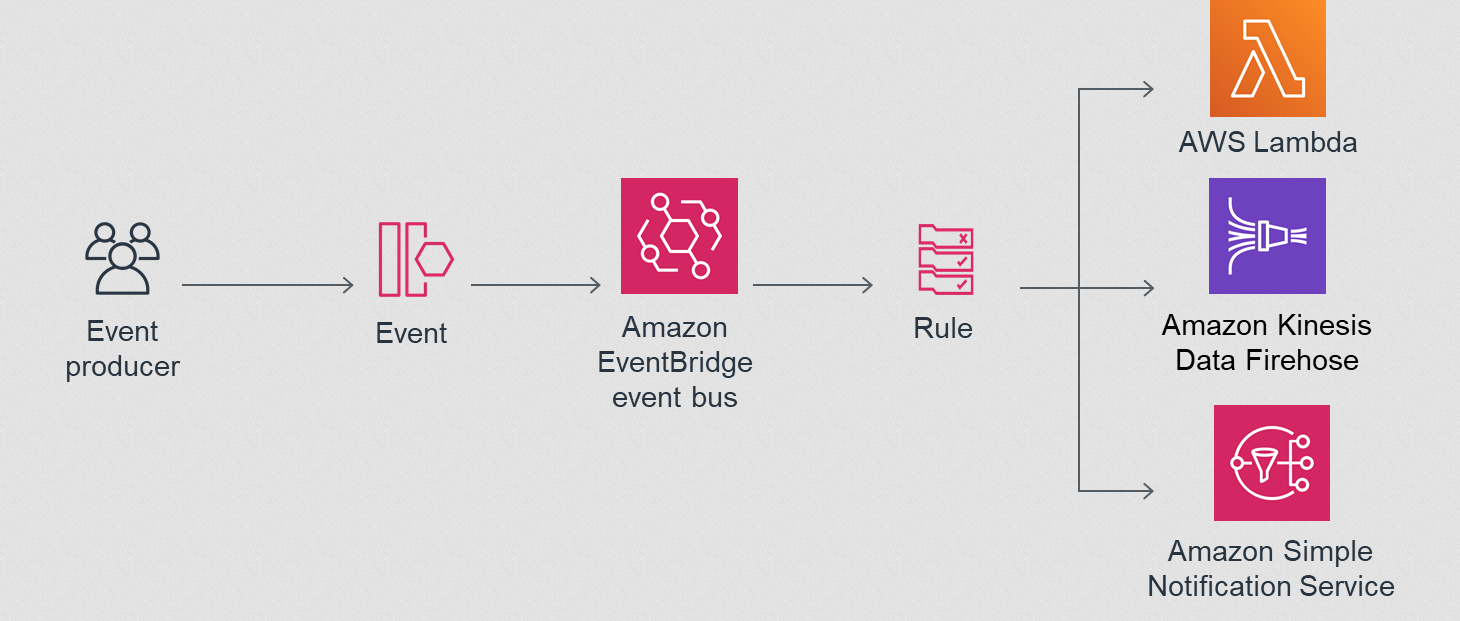 Event
producer
Event
Amazon
EventBridge
event bus
Rule
AWS Lambda
Amazon Kinesis
Data Firehose
Amazon Simple
Notification Service